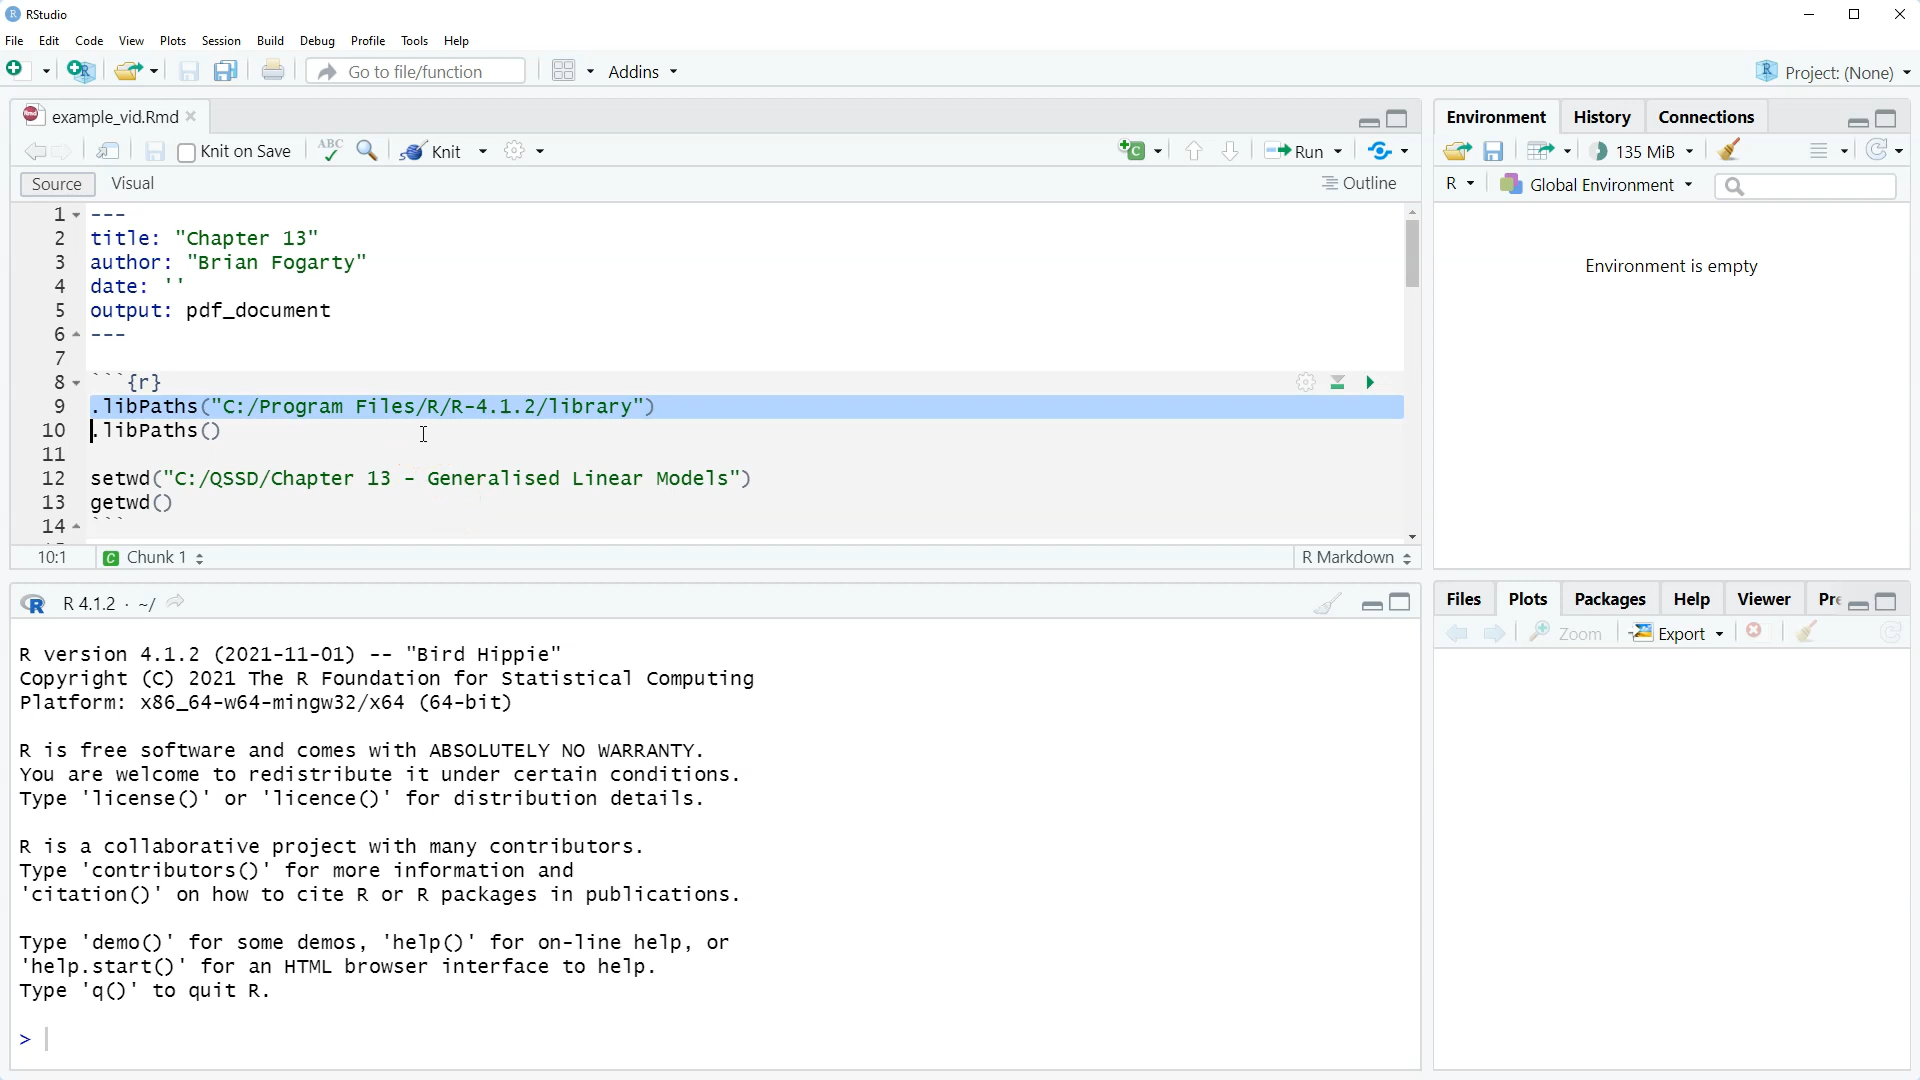 RStudio
File Edit Code View Plots Session Build Debug Profile Tools Help
Go to file/function Addins Project: (None)
example_vid.Rmd
Knit on Save ABC Knit Run
Source Visual Outline
1 ---
2 title: "Chapter 13"
3 author: "Brian Fogarty"
4 date: ''
5 output: pdf_document
6 ---
7
8 ```{r}
9 .libPaths("C:/Program Files/R/R-4.1.2/library")
10 .libPaths()
11
12 setwd("C:/QSSD/Chapter 13 - Generalised Linear Models")
13 getwd()
14 ```
10:1 C Chunk 1 R Markdown
R 4.1.2 · ~/
R version 4.1.2 (2021-11-01) -- "Bird Hippie"
Copyright (C) 2021 The R Foundation for Statistical Computing
Platform: x86_64-w64-mingw32/x64 (64-bit)
R is free software and comes with ABSOLUTELY NO WARRANTY.
You are welcome to redistribute it under certain conditions.
Type 'license()' or 'licence()' for distribution details.
R is a collaborative project with many contributors.
Type 'contributors()' for more information and
'citation()' on how to cite R or R packages in publications.
Type 'demo()' for some demos, 'help()' for on-line help, or
'help.start()' for an HTML browser interface to help.
Type 'q()' to quit R.
>
Environment History Connections
135 MiB
R Global Environment
Environment is empty
Files Plots Packages Help Viewer Pre
Zoom Export